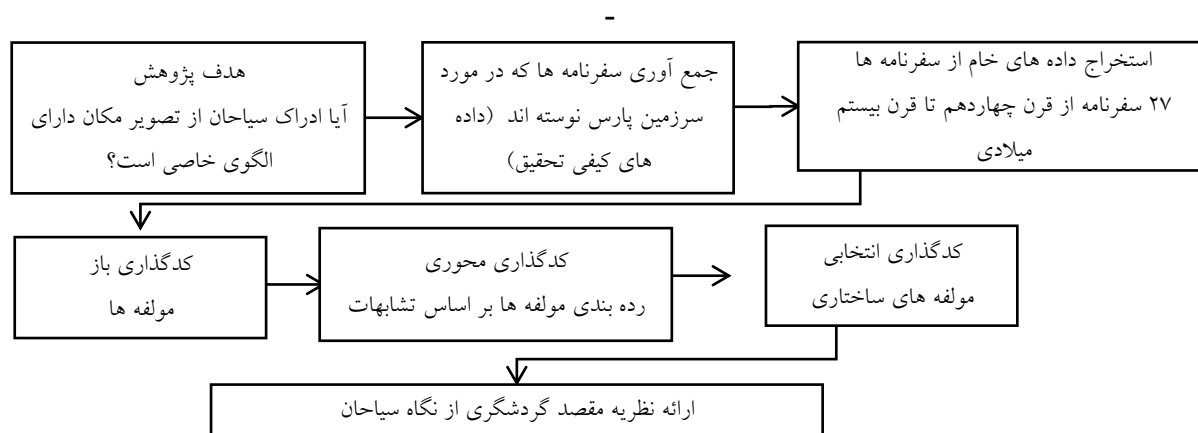 -
هدف پژوهش
آیا ادراک سیاحان از تصویر مکان دارای
الگوی خاصی است؟
جمع آوری سفرنامه ها که در مورد
سرزمین پارس نوسته اند (داده
های کیفی تحقیق)
استخراج داده های خام از سفرنامه ها
۲۷ سفرنامه از قرن چهاردهم تا قرن بیستم
میلادی
کدگذاری باز
مولفه ها
کدگذاری محوری
رده بندی مولفه ها بر اساس تشابهات
کدگذاری انتخابی
مولفه های ساختاری
ارائه نظریه مقصد گردشگری از نگاه سیاحان